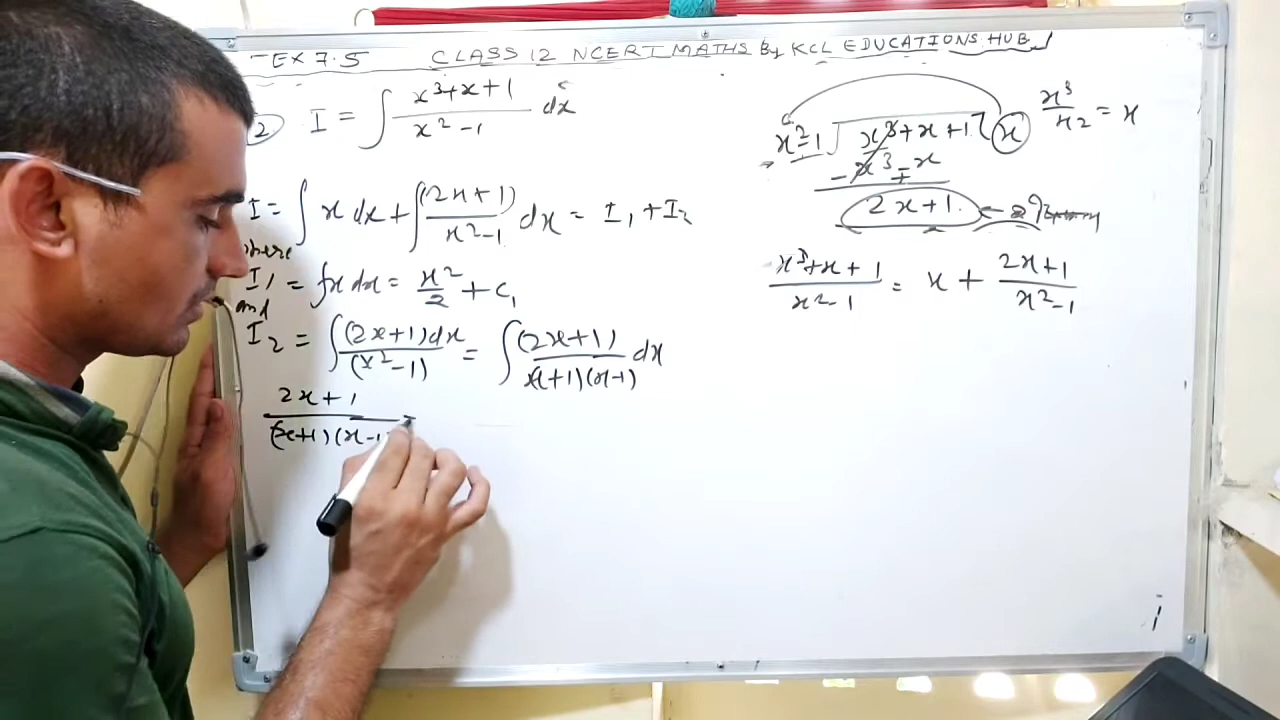 EX 7.5 CLASS 12 NCERT MATHS By KCL EDUCATIONS HUB
2 I = ∫ (x³+x+1)/(x²-1) dx
I = ∫ x dx + ∫ (2x+1)/(x²-1) dx = I₁ + I₂
where
I₁ = ∫x dx = x²/2 + C₁
and
I₂ = ∫ (2x+1)dx/(x²-1) = ∫ (2x+1)/((x+1)(x-1)) dx
(2x+1)/((x+1)(x-1
x²-1 ) x³+x+1 ( x x³/x² = x
- x³ ∓ x
2x+1
(x³+x+1)/(x²-1) = x + (2x+1)/(x²-1)